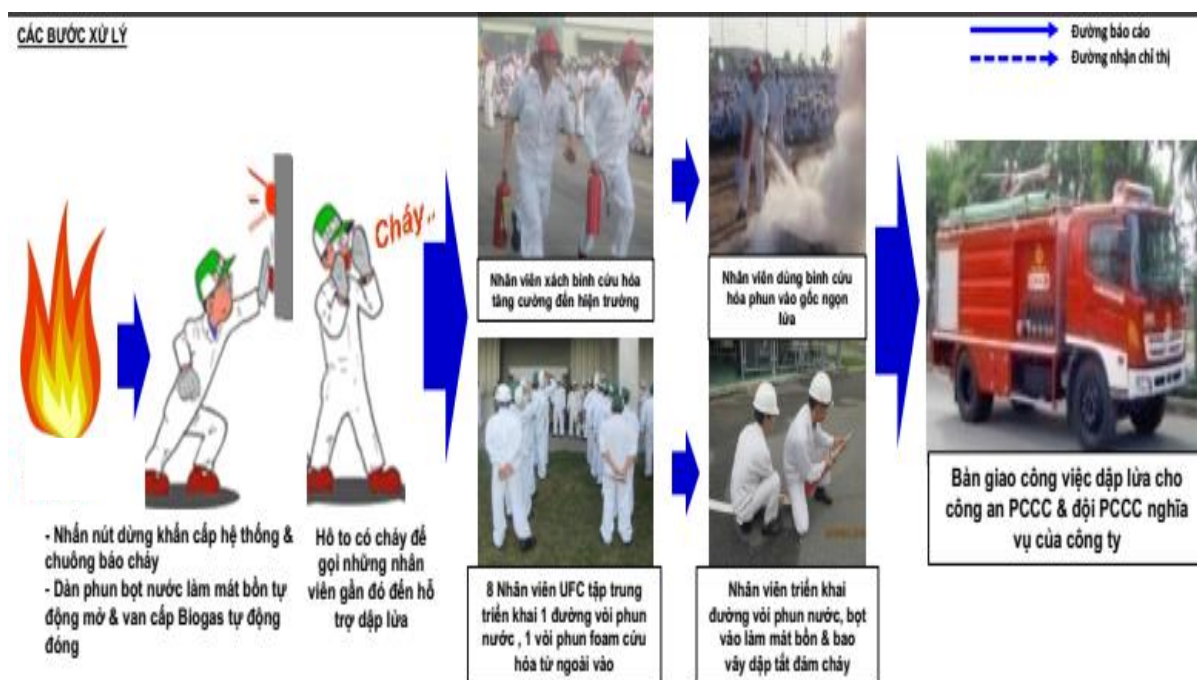 CÁC BƯỚC XỬ LÝ
Đường báo cáo
Đường nhận chỉ thị
Cháy..
- Nhấn nút dừng khẩn cấp hệ thống &
chuông báo cháy
- Dàn phun bọt nước làm mát bồn tự
động mở & van cấp Biogas tự động
đóng
Hô to có cháy để
gọi những nhân
viên gần đó đến hỗ
trợ dập lửa
Nhân viên xách bình cứu hỏa
tăng cường đến hiện trường
Nhân viên dùng bình cứu
hỏa phun vào gốc ngọn
lửa
8 Nhân viên UFC tập trung
triển khai 1 đường vòi phun
nước , 1 vòi phun foam cứu
hỏa từ ngoài vào
Nhân viên triển khai
đường vòi phun nước, bọt
vào làm mát bồn & bao
vây dập tắt đám cháy
Bàn giao công việc dập lửa cho
công an PCCC & đội PCCC nghĩa
vụ của công ty